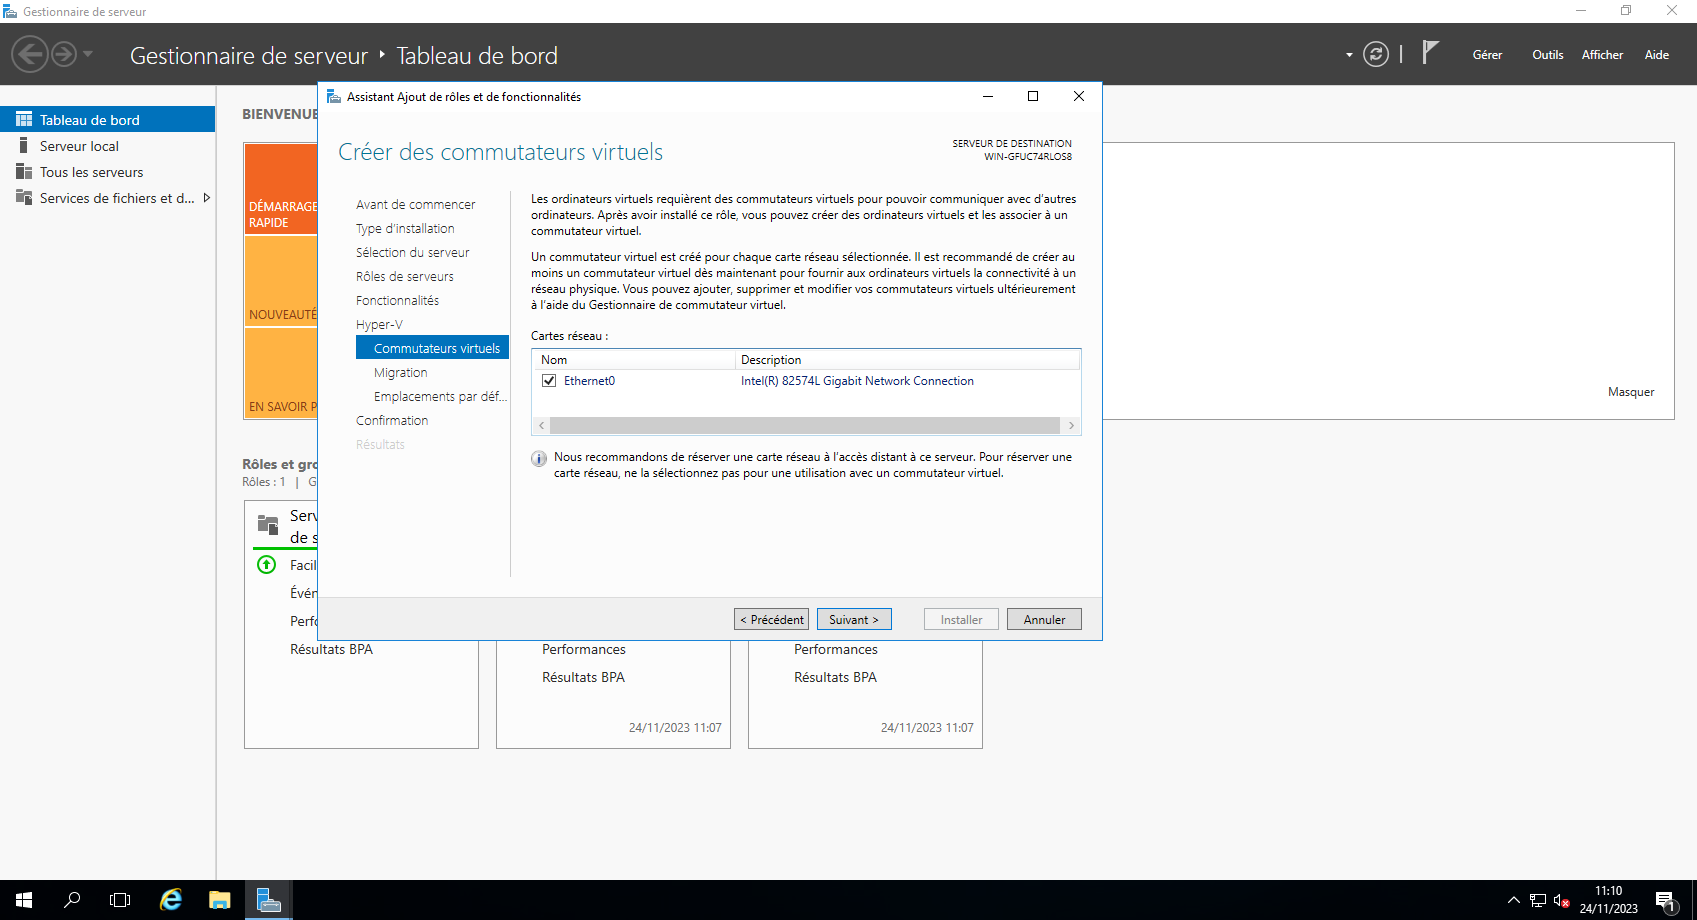 Gestionnaire de serveur
Gestionnaire de serveur ‣ Tableau de bord
Gérer
Outils
Afficher
Aide
Tableau de bord
Serveur local
Tous les serveurs
Services de fichiers et d...
BIENVENUE
DÉMARRAGE
RAPIDE
NOUVEAUTÉ
EN SAVOIR P
Masquer
Rôles et gro
Rôles : 1 | G
Serv
de s
Facil
Évén
Perfo
Résultats BPA
Performances
Résultats BPA
24/11/2023 11:07
Performances
Résultats BPA
24/11/2023 11:07
Assistant Ajout de rôles et de fonctionnalités
Créer des commutateurs virtuels
SERVEUR DE DESTINATION
WIN-GFUC74RLOS8
Avant de commencer
Type d'installation
Sélection du serveur
Rôles de serveurs
Fonctionnalités
Hyper-V
Commutateurs virtuels
Migration
Emplacements par déf...
Confirmation
Résultats
Les ordinateurs virtuels requièrent des commutateurs virtuels pour pouvoir communiquer avec d'autres
ordinateurs. Après avoir installé ce rôle, vous pouvez créer des ordinateurs virtuels et les associer à un
commutateur virtuel.
Un commutateur virtuel est créé pour chaque carte réseau sélectionnée. Il est recommandé de créer au
moins un commutateur virtuel dès maintenant pour fournir aux ordinateurs virtuels la connectivité à un
réseau physique. Vous pouvez ajouter, supprimer et modifier vos commutateurs virtuels ultérieurement
à l'aide du Gestionnaire de commutateur virtuel.
Cartes réseau :
Nom Description
Ethernet0 Intel(R) 82574L Gigabit Network Connection
Nous recommandons de réserver une carte réseau à l'accès distant à ce serveur. Pour réserver une
carte réseau, ne la sélectionnez pas pour une utilisation avec un commutateur virtuel.
< Précédent
Suivant >
Installer
Annuler
11:10
24/11/2023
1